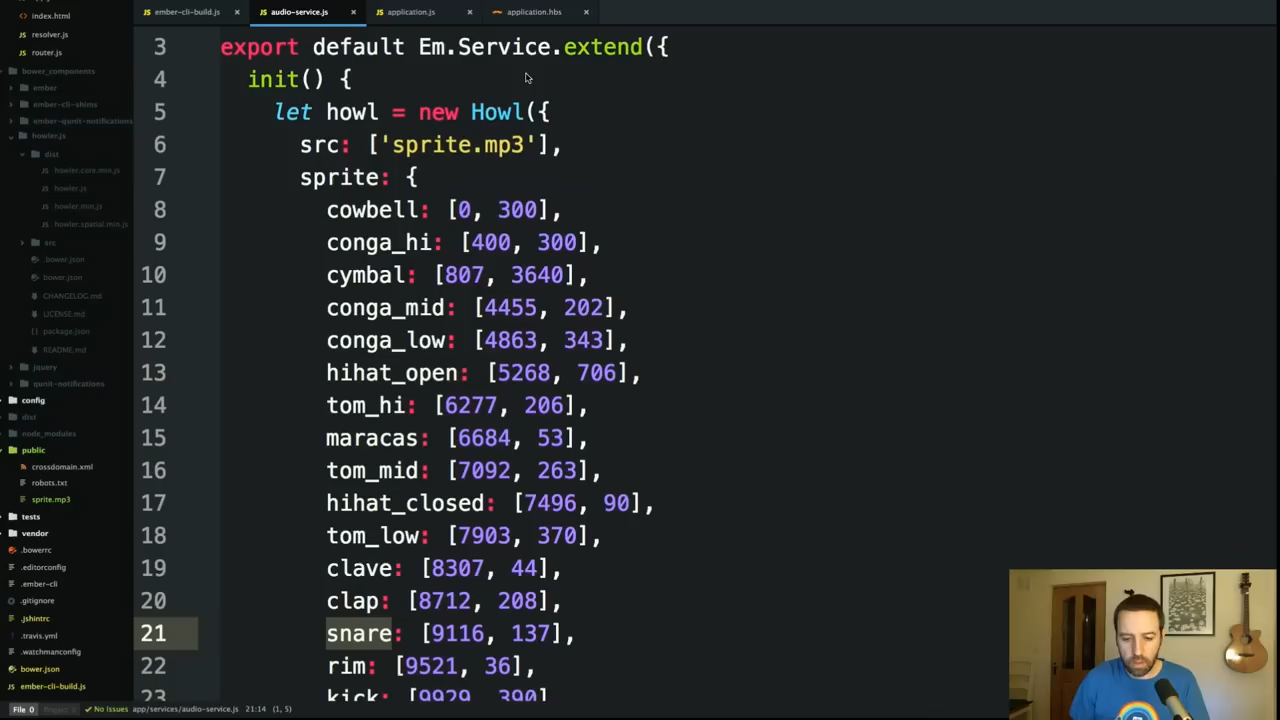 ember-cli-build.js
audio-service.js
application.js
application.hbs
index.html
resolver.js
router.js
bower_components
ember
ember-cli-shims
ember-qunit-notifications
howler.js
dist
howler.core.min.js
howler.js
howler.min.js
howler.spatial.min.js
src
.bower.json
bower.json
CHANGELOG.md
LICENSE.md
package.json
README.md
jquery
qunit-notifications
config
dist
node_modules
public
crossdomain.xml
robots.txt
sprite.mp3
tests
vendor
.bowerrc
.editorconfig
.ember-cli
.gitignore
.jshintrc
.travis.yml
.watchmanconfig
bower.json
ember-cli-build.js
3 export default Em.Service.extend({
4 init() {
5 let howl = new Howl({
6 src: ['sprite.mp3'],
7 sprite: {
8 cowbell: [0, 300],
9 conga_hi: [400, 300],
10 cymbal: [807, 3640],
11 conga_mid: [4455, 202],
12 conga_low: [4863, 343],
13 hihat_open: [5268, 706],
14 tom_hi: [6277, 206],
15 maracas: [6684, 53],
16 tom_mid: [7092, 263],
17 hihat_closed: [7496, 90],
18 tom_low: [7903, 370],
19 clave: [8307, 44],
20 clap: [8712, 208],
21 snare: [9116, 137],
22 rim: [9521, 36],
23 kick: [9929, 390]
File 0 Project 0 No Issues app/services/audio-service.js 21:14 (1, 5)